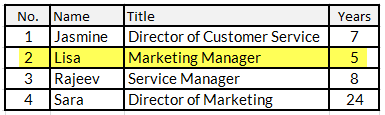 No. Name Title Years
1 Jasmine Director of Customer Service 7
2 Lisa Marketing Manager 5
3 Rajeev Service Manager 8
4 Sara Director of Marketing 24